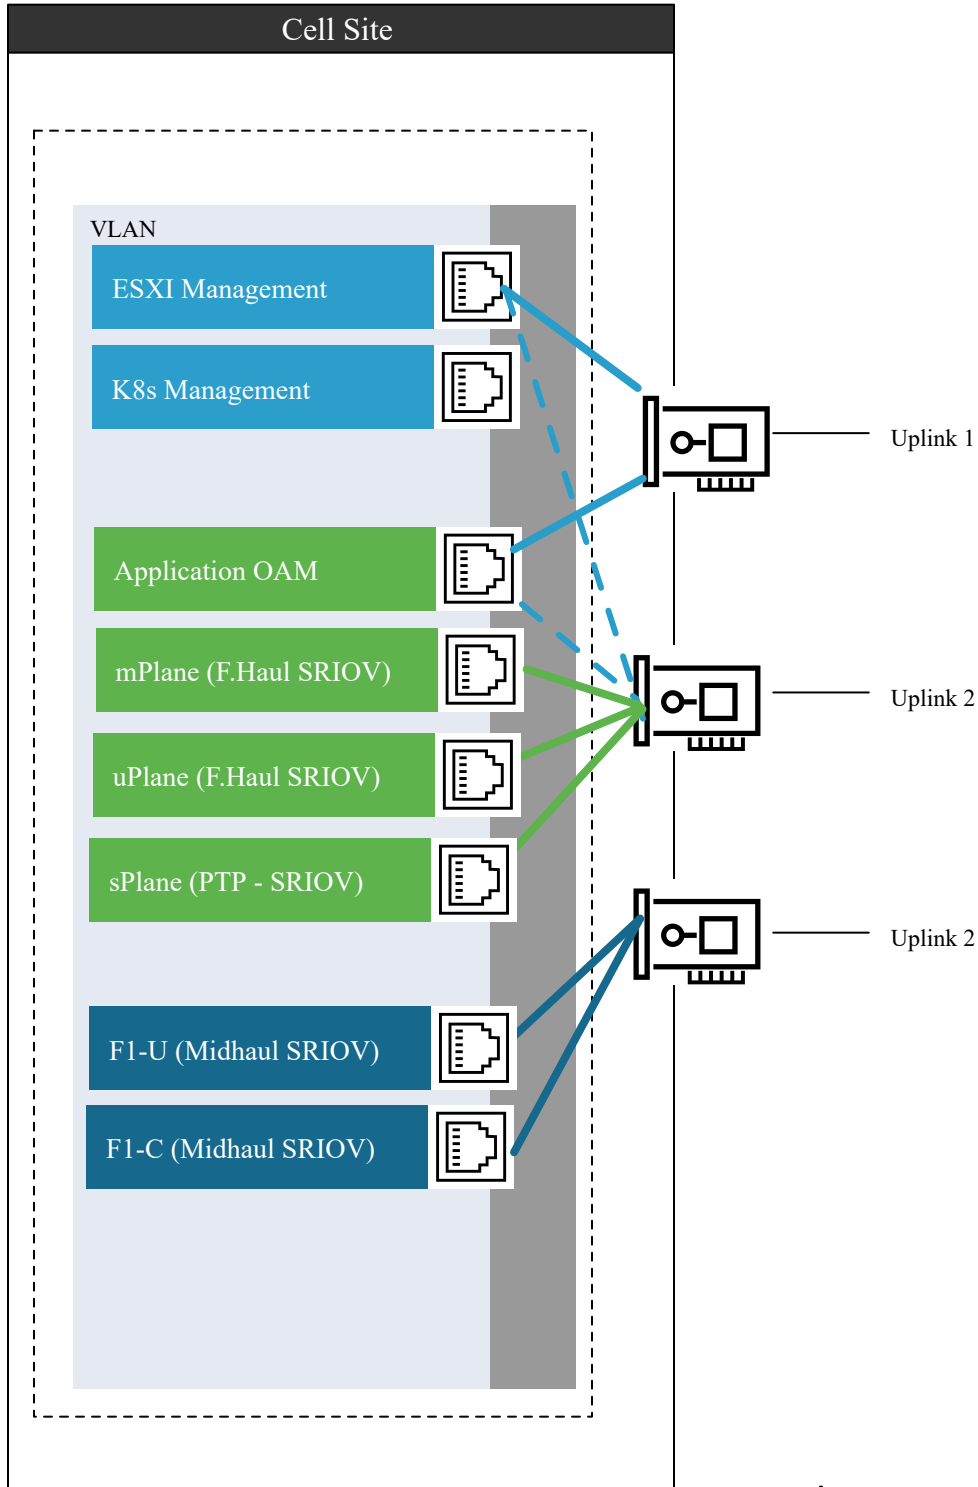 Cell Site
VLAN
ESXI Management
K8s Management
Uplink 1
Application OAM
mPlane (F.Haul SRIOV)
Uplink 2
uPlane (F.Haul SRIOV)
sPlane (PTP - SRIOV)
Uplink 2
F1-U (Midhaul SRIOV)
F1-C (Midhaul SRIOV)